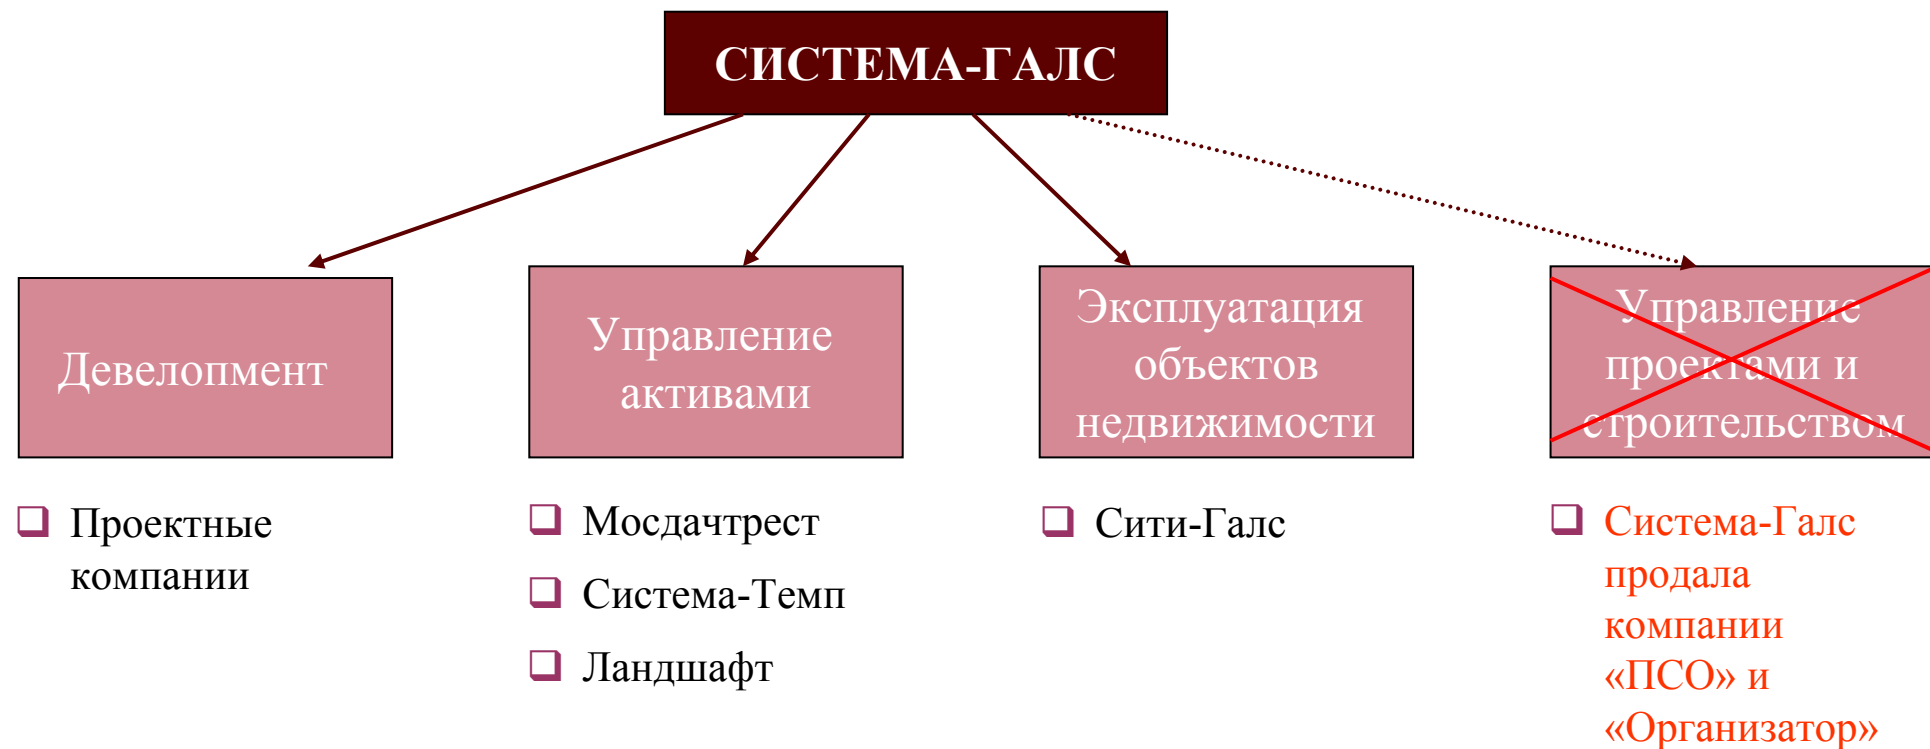 СИСТЕМА-ГАЛС
Девелопмент
Управление
активами
Эксплуатация
объектов
недвижимости
Управление
проектами и
строительством
Проектные
компании
Мосдачтрест
Система-Темп
Ландшафт
Сити-Галс
Система-Галс
продала
компании
«ПСО» и
«Организатор»